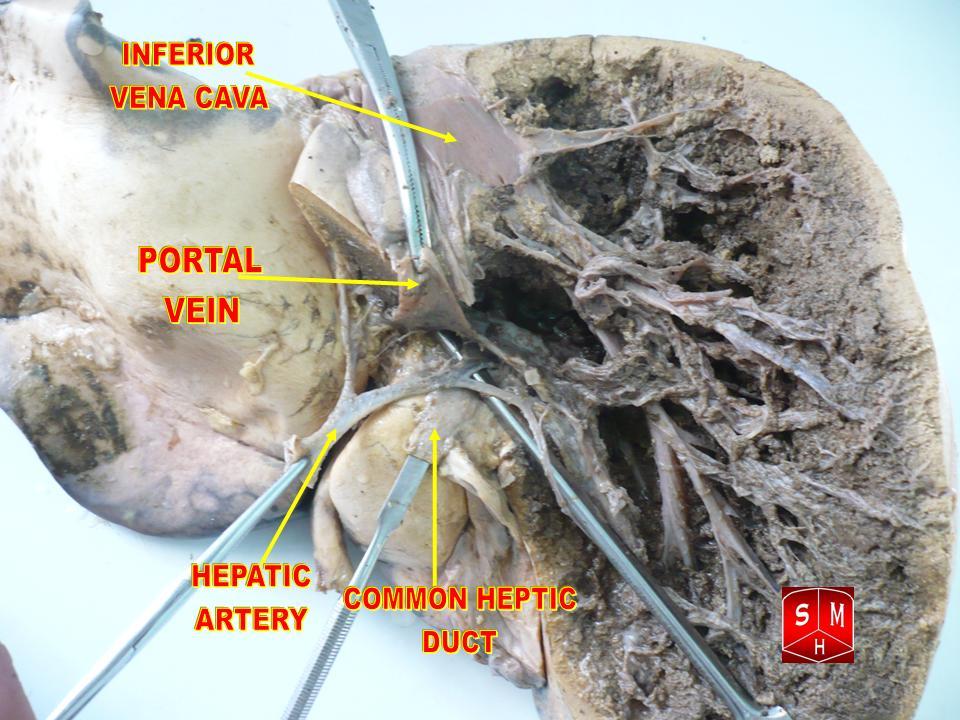 INFERIOR
VENA CAVA
PORTAL
VEIN
HEPATIC
ARTERY
COMMON HEPTIC
DUCT
S M
H